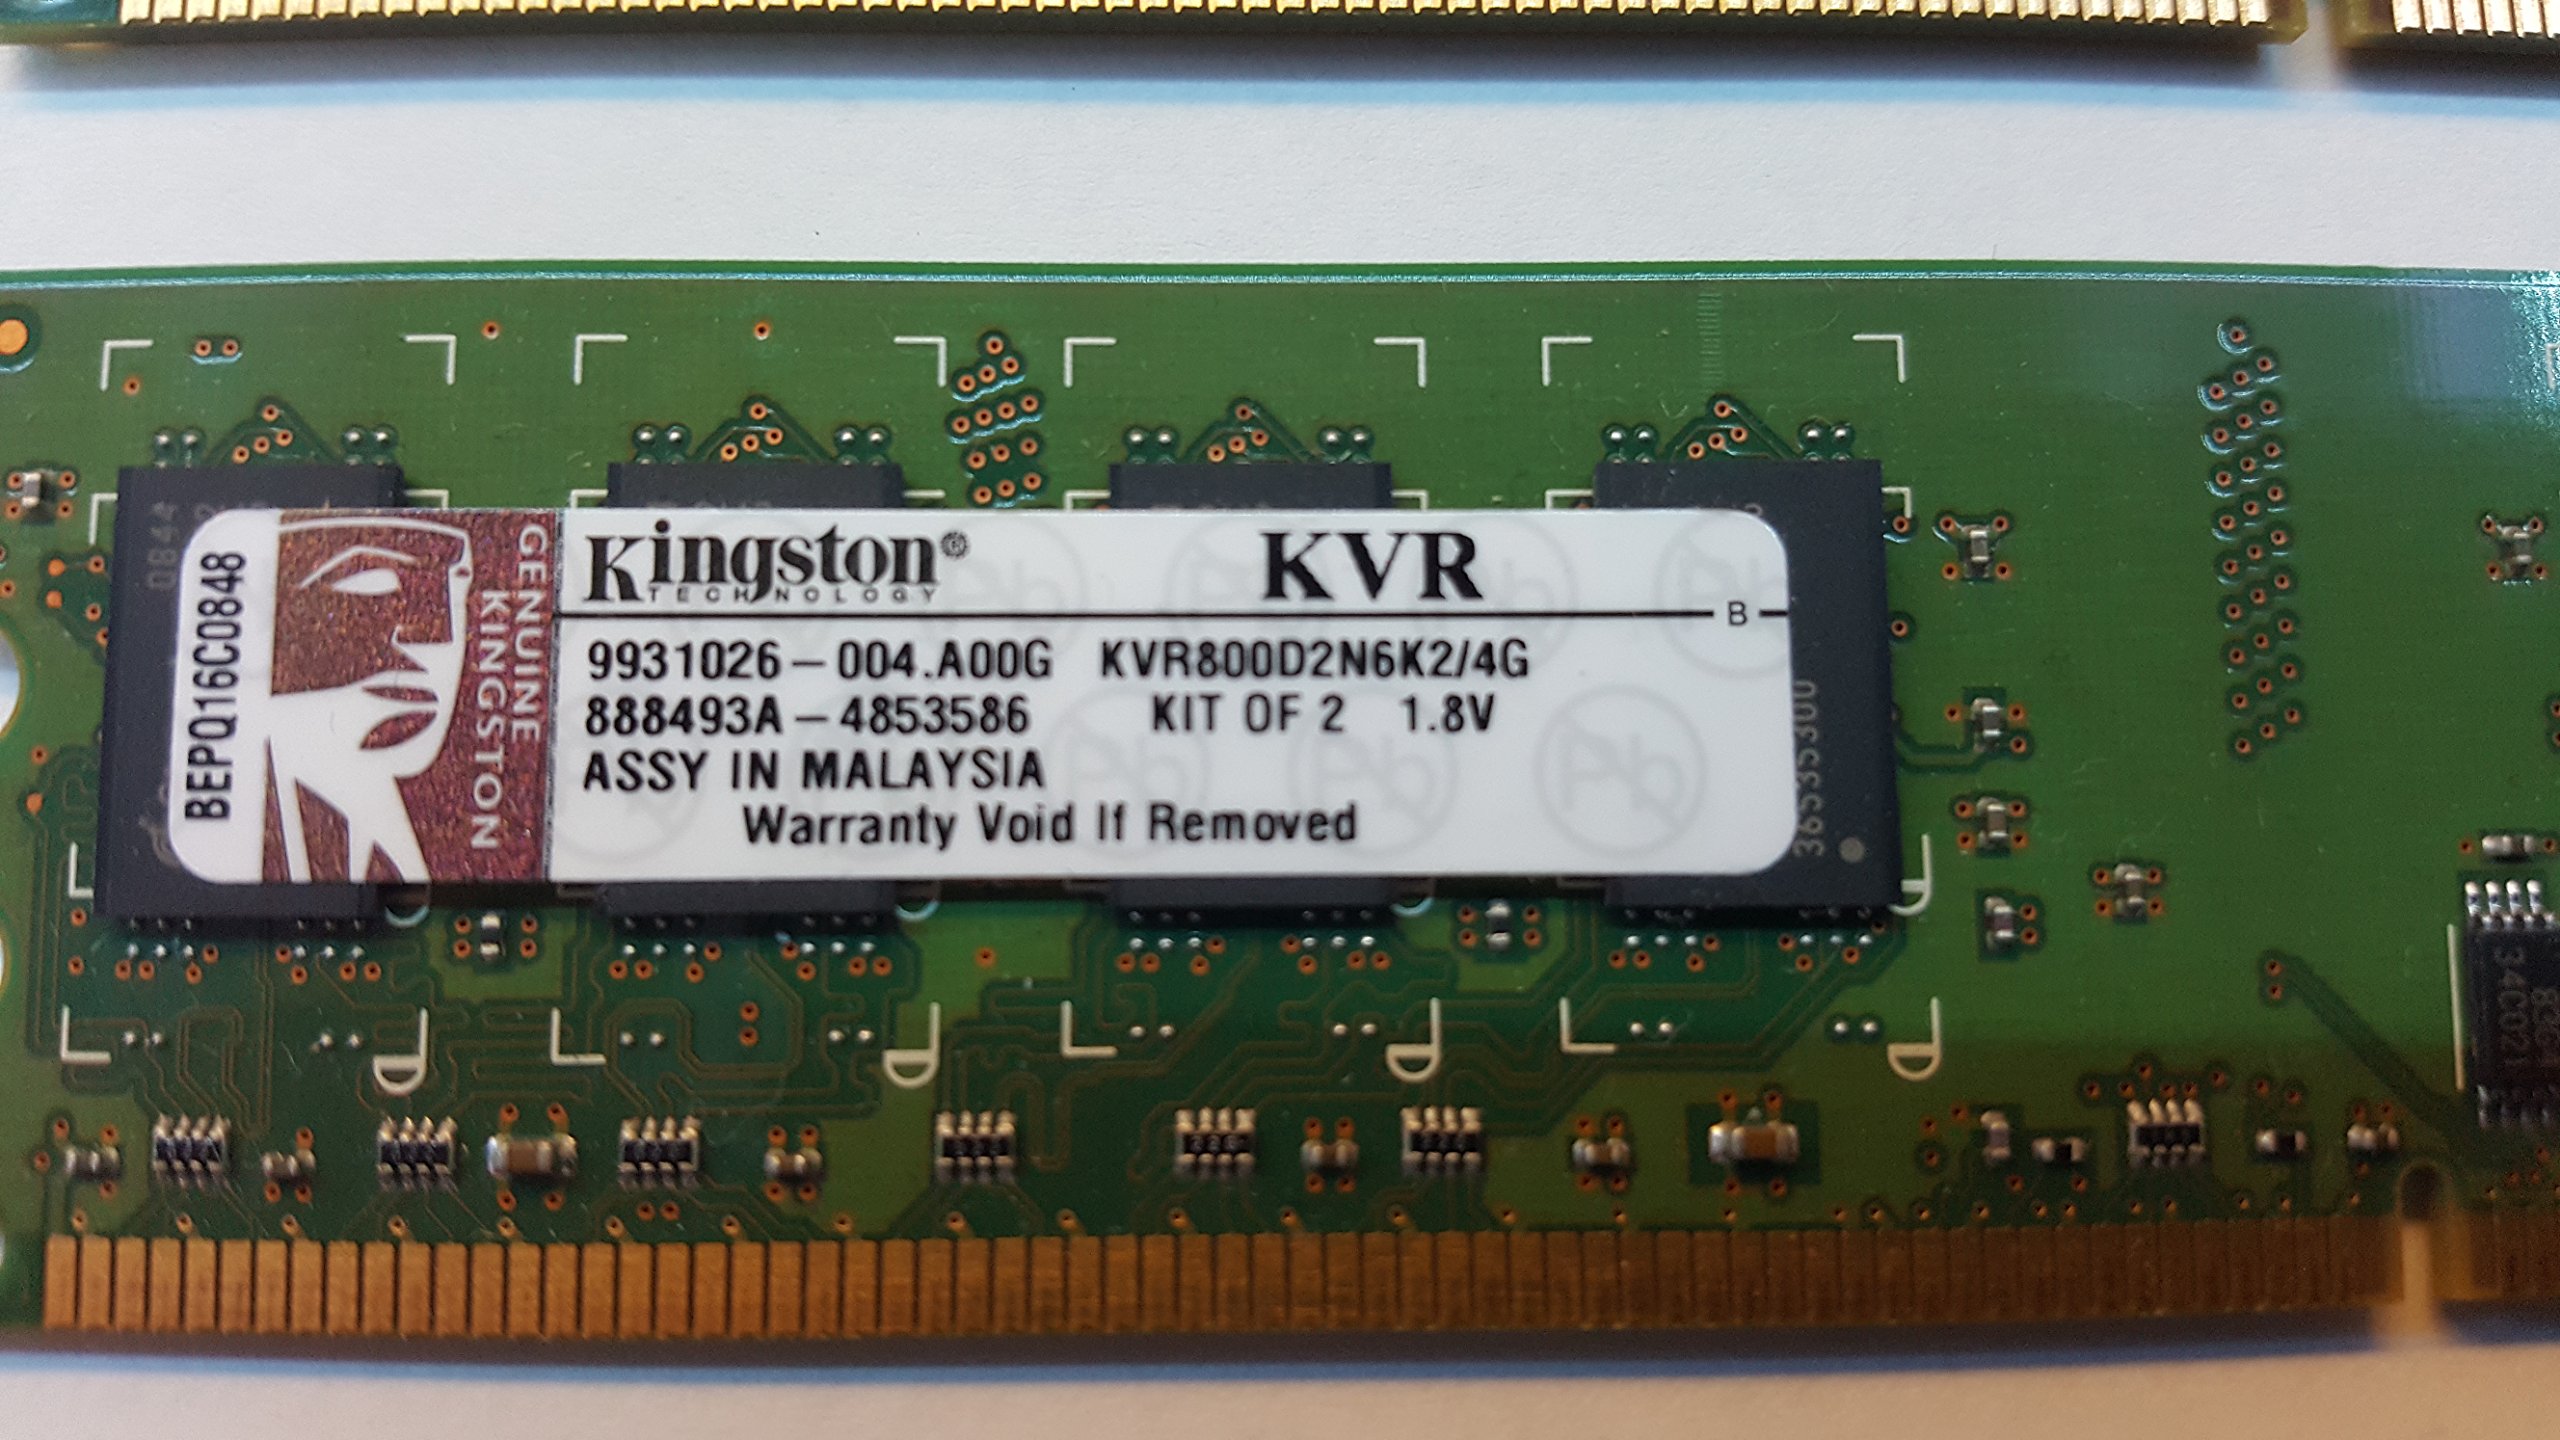 BEPQ16C0848
GENUINE
KINGSTON
Kingston® KVR
TECHNOLOGY
B
9931026-004.A00G KVR800D2N6K2/4G
888493A-4853586 KIT OF 2 1.8V
ASSY IN MALAYSIA
Warranty Void If Removed
Pb